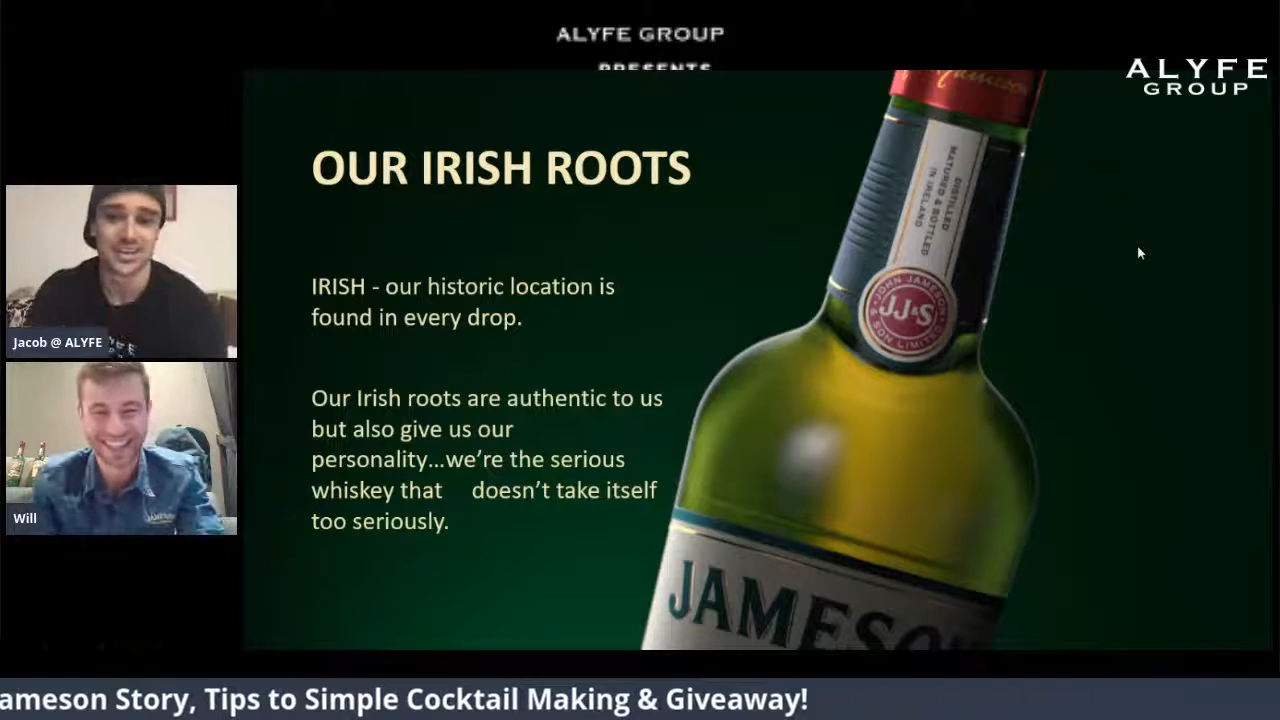 ALYFE GROUP
PRESENTS
ALYFE
GROUP
OUR IRISH ROOTS
IRISH - our historic location is
found in every drop.
Our Irish roots are authentic to us
but also give us our
personality...we're the serious
whiskey that doesn't take itself
too seriously.
DISTILLED
MATURED & BOTTLED
IN IRELAND
JOHN JAMESON
JJ&S
& SON LIMITED
JAMESON
Jacob @ ALYFE
Will
JAMESON
ameson Story, Tips to Simple Cocktail Making & Giveaway!